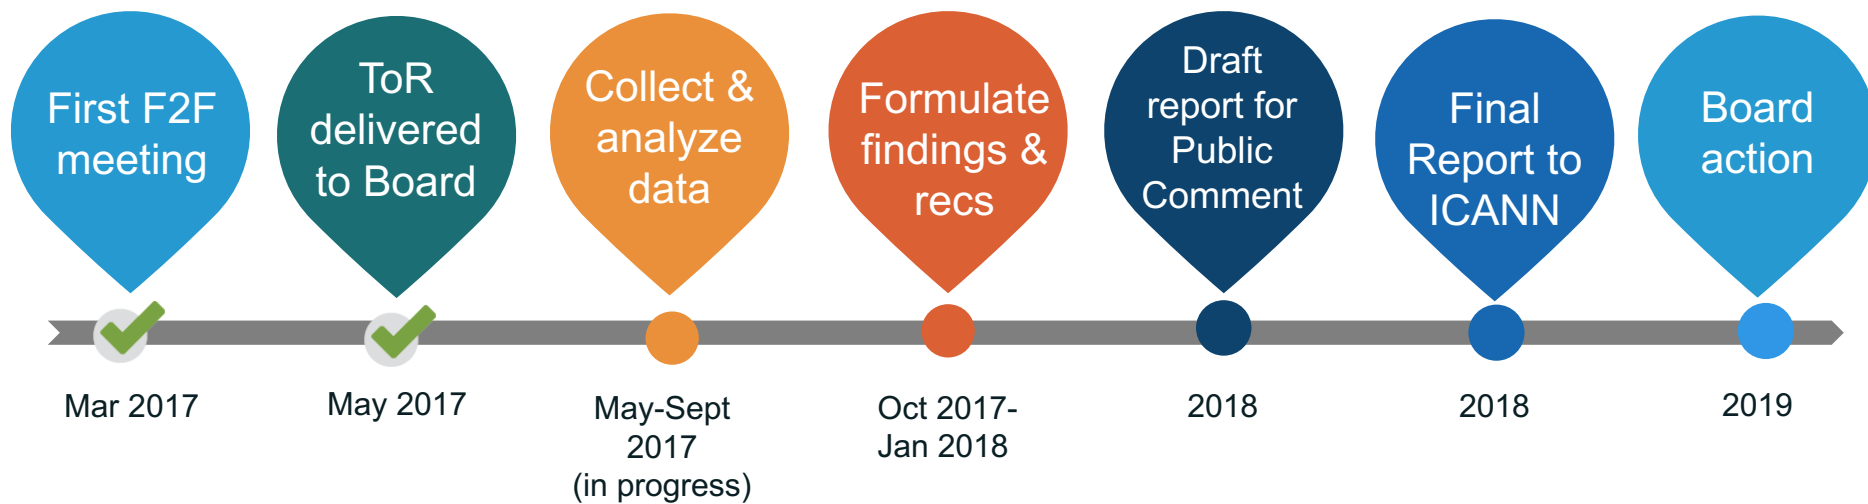 First F2F
meeting
ToR
delivered
to Board
Collect &
analyze
data
Formulate
findings &
recs
Draft
report for
Public
Comment
Final
Report to
ICANN
Board
action
Mar 2017
May 2017
May-Sept
2017
(in progress)
Oct 2017-
Jan 2018
2018
2018
2019